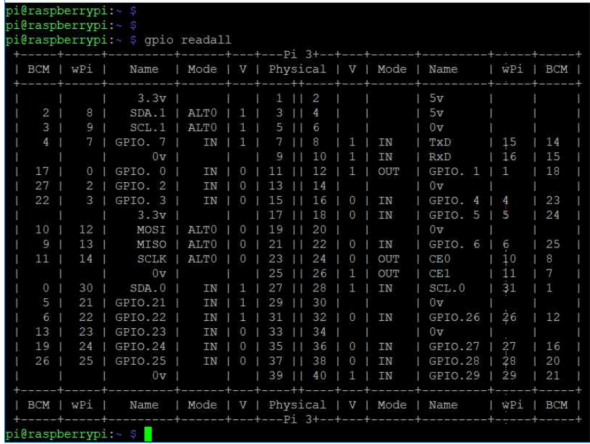 pi@raspberrypi:~ $
pi@raspberrypi:~ $
pi@raspberrypi:~ $ gpio readall
+-----+-----+---------+------+---+---Pi 3+--+---+------+---------+-----+-----+
| BCM | wPi | Name | Mode | V | Physical | V | Mode | Name | wPi | BCM |
+-----+-----+---------+------+---+----++----+---+------+---------+-----+-----+
| | | 3.3v | | | 1 || 2 | | | 5v | | |
| 2 | 8 | SDA.1 | ALT0 | 1 | 3 || 4 | | | 5v | | |
| 3 | 9 | SCL.1 | ALT0 | 1 | 5 || 6 | | | 0v | | |
| 4 | 7 | GPIO. 7 | IN | 1 | 7 || 8 | 1 | IN | TxD | 15 | 14 |
| | | 0v | | | 9 || 10 | 1 | IN | RxD | 16 | 15 |
| 17 | 0 | GPIO. 0 | IN | 0 | 11 || 12 | 1 | OUT | GPIO. 1 | 1 | 18 |
| 27 | 2 | GPIO. 2 | IN | 0 | 13 || 14 | | | 0v | | |
| 22 | 3 | GPIO. 3 | IN | 0 | 15 || 16 | 0 | IN | GPIO. 4 | 4 | 23 |
| | | 3.3v | | | 17 || 18 | 0 | IN | GPIO. 5 | 5 | 24 |
| 10 | 12 | MOSI | ALT0 | 0 | 19 || 20 | | | 0v | | |
| 9 | 13 | MISO | ALT0 | 0 | 21 || 22 | 0 | IN | GPIO. 6 | 6 | 25 |
| 11 | 14 | SCLK | ALT0 | 0 | 23 || 24 | 0 | OUT | CE0 | 10 | 8 |
| | | 0v | | | 25 || 26 | 1 | OUT | CE1 | 11 | 7 |
| 0 | 30 | SDA.0 | IN | 1 | 27 || 28 | 1 | IN | SCL.0 | 31 | 1 |
| 5 | 21 | GPIO.21 | IN | 1 | 29 || 30 | | | 0v | | |
| 6 | 22 | GPIO.22 | IN | 1 | 31 || 32 | 0 | IN | GPIO.26 | 26 | 12 |
| 13 | 23 | GPIO.23 | IN | 0 | 33 || 34 | | | 0v | | |
| 19 | 24 | GPIO.24 | IN | 0 | 35 || 36 | 0 | IN | GPIO.27 | 27 | 16 |
| 26 | 25 | GPIO.25 | IN | 0 | 37 || 38 | 0 | IN | GPIO.28 | 28 | 20 |
| | | 0v | | | 39 || 40 | 1 | IN | GPIO.29 | 29 | 21 |
+-----+-----+---------+------+---+----++----+---+------+---------+-----+-----+
| BCM | wPi | Name | Mode | V | Physical | V | Mode | Name | wPi | BCM |
+-----+-----+---------+------+---+---Pi 3+--+---+------+---------+-----+-----+
pi@raspberrypi:~ $